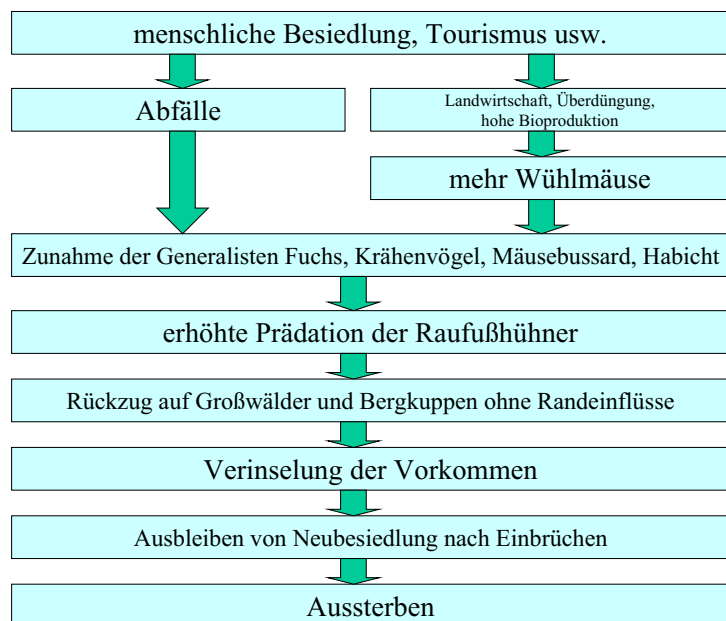 menschliche Besiedlung, Tourismus usw.
Abfälle
Landwirtschaft, Überdüngung,
hohe Bioproduktion
mehr Wühlmäuse
Zunahme der Generalisten Fuchs, Krähenvögel, Mäusebussard, Habicht
erhöhte Prädation der Raufußhühner
Rückzug auf Großwälder und Bergkuppen ohne Randeinflüsse
Verinselung der Vorkommen
Ausbleiben von Neubesiedlung nach Einbrüchen
Aussterben